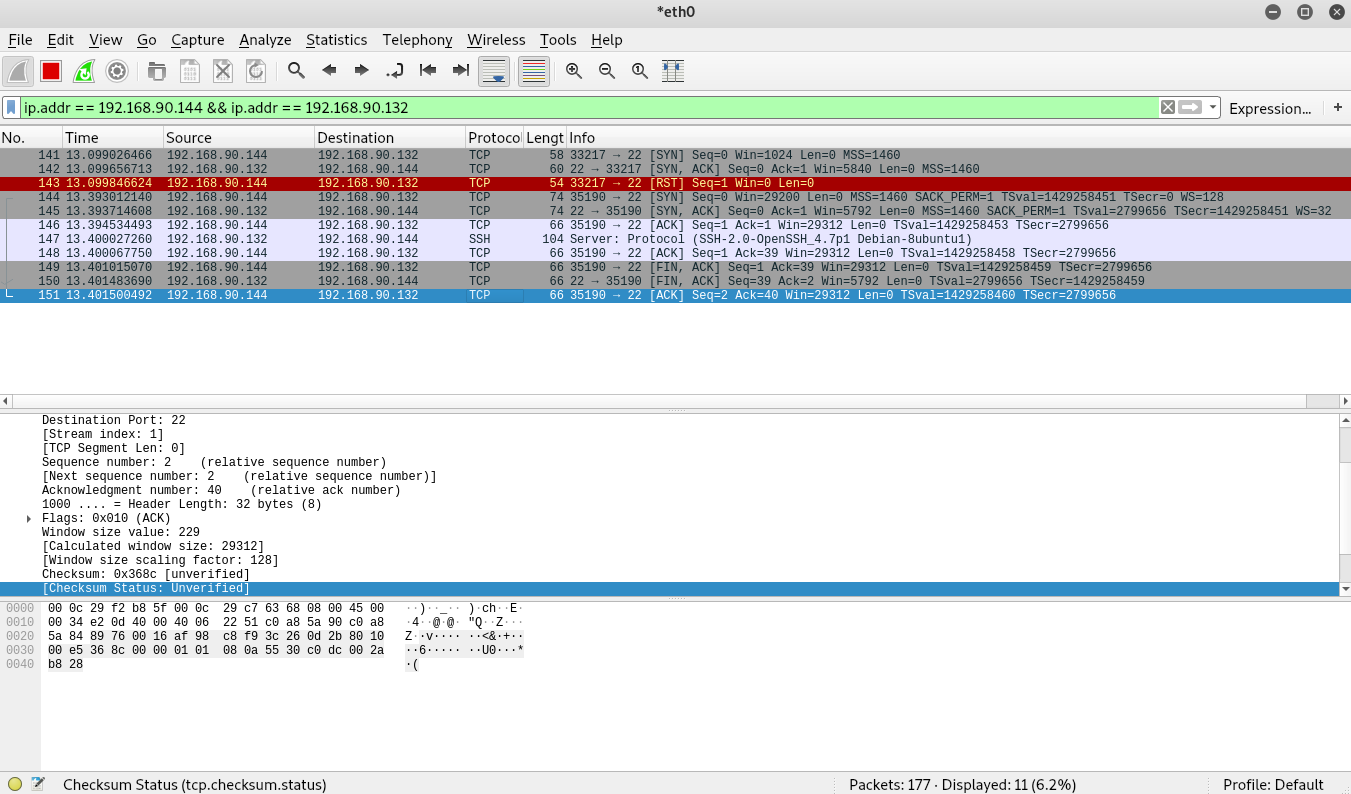 *eth0
File Edit View Go Capture Analyze Statistics Telephony Wireless Tools Help
ip.addr == 192.168.90.144 && ip.addr == 192.168.90.132 Expression... +
No. Time Source Destination Protocol Lengt Info
141 13.099026466 192.168.90.144 192.168.90.132 TCP 58 33217 → 22 [SYN] Seq=0 Win=1024 Len=0 MSS=1460
142 13.099656713 192.168.90.132 192.168.90.144 TCP 60 22 → 33217 [SYN, ACK] Seq=0 Ack=1 Win=5840 Len=0 MSS=1460
143 13.099846624 192.168.90.144 192.168.90.132 TCP 54 33217 → 22 [RST] Seq=1 Win=0 Len=0
144 13.393012140 192.168.90.144 192.168.90.132 TCP 74 35190 → 22 [SYN] Seq=0 Win=29200 Len=0 MSS=1460 SACK_PERM=1 TSval=1429258451 TSecr=0 WS=128
145 13.393714608 192.168.90.132 192.168.90.144 TCP 74 22 → 35190 [SYN, ACK] Seq=0 Ack=1 Win=5792 Len=0 MSS=1460 SACK_PERM=1 TSval=2799656 TSecr=1429258451 WS=32
146 13.394534493 192.168.90.144 192.168.90.132 TCP 66 35190 → 22 [ACK] Seq=1 Ack=1 Win=29312 Len=0 TSval=1429258453 TSecr=2799656
147 13.400027260 192.168.90.132 192.168.90.144 SSH 104 Server: Protocol (SSH-2.0-OpenSSH_4.7p1 Debian-8ubuntu1)
148 13.400067750 192.168.90.144 192.168.90.132 TCP 66 35190 → 22 [ACK] Seq=1 Ack=39 Win=29312 Len=0 TSval=1429258458 TSecr=2799656
149 13.401015070 192.168.90.144 192.168.90.132 TCP 66 35190 → 22 [FIN, ACK] Seq=1 Ack=39 Win=29312 Len=0 TSval=1429258459 TSecr=2799656
150 13.401483690 192.168.90.132 192.168.90.144 TCP 66 22 → 35190 [FIN, ACK] Seq=39 Ack=2 Win=5792 Len=0 TSval=2799656 TSecr=1429258459
151 13.401500492 192.168.90.144 192.168.90.132 TCP 66 35190 → 22 [ACK] Seq=2 Ack=40 Win=29312 Len=0 TSval=1429258460 TSecr=2799656
Destination Port: 22
[Stream index: 1]
[TCP Segment Len: 0]
Sequence number: 2 (relative sequence number)
[Next sequence number: 2 (relative sequence number)]
Acknowledgment number: 40 (relative ack number)
1000 .... = Header Length: 32 bytes (8)
Flags: 0x010 (ACK)
Window size value: 229
[Calculated window size: 29312]
[Window size scaling factor: 128]
Checksum: 0x368c [unverified]
[Checksum Status: Unverified]
0000 00 0c 29 f2 b8 5f 00 0c 29 c7 63 68 08 00 45 00 ··)··_·· )·ch··E·
0010 00 34 e2 0d 40 00 40 06 22 51 c0 a8 5a 90 c0 a8 ·4··@·@· "Q··Z···
0020 5a 84 89 76 00 16 af 98 c8 f9 3c 26 0d 2b 80 10 Z··v···· ··<&·+··
0030 00 e5 36 8c 00 00 01 01 08 0a 55 30 c0 dc 00 2a ··6····· ··U0···*
0040 b8 28 ·(
Checksum Status (tcp.checksum.status) Packets: 177 · Displayed: 11 (6.2%) Profile: Default